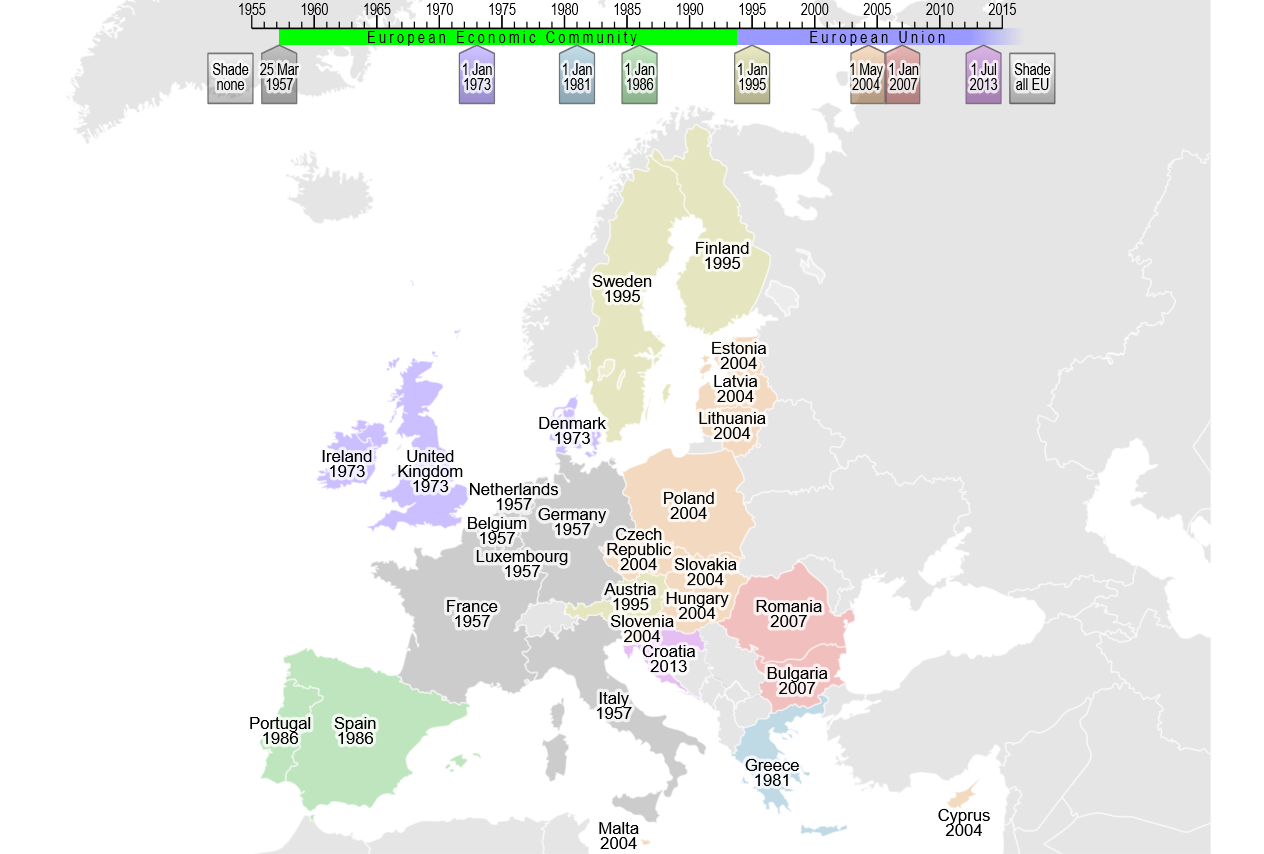 1955 1960 1965 1970 1975 1980 1985 1990 1995 2000 2005 2010 2015
European Economic Community European Union
Shade 25 Mar 1 Jan 1 Jan 1 Jan 1 Jan 1 May 1 Jan 1 Jul Shade
none 1957 1973 1981 1986 1995 2004 2007 2013 all EU
Finland
1995
Sweden
1995
Estonia
2004
Latvia
2004
Lithuania
2004
Denmark
1973
Ireland
1973
United
Kingdom
1973
Netherlands
1957
Poland
2004
Germany
1957
Belgium
1957
Czech
Republic
2004
Luxembourg
1957
Slovakia
2004
Austria
1995
Hungary
2004
France
1957
Romania
2007
Slovenia
2004
Croatia
2013
Bulgaria
2007
Italy
1957
Portugal
1986
Spain
1986
Greece
1981
Cyprus
2004
Malta
2004